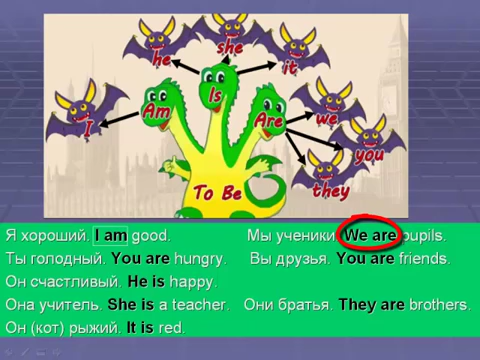 he
she
it
Am
Is
Are
I
we
you
they
To Be
Я хороший. I am good.
Мы ученики. We are pupils.
Ты голодный. You are hungry.
Вы друзья. You are friends.
Он счастливый. He is happy.
Она учитель. She is a teacher.
Они братья. They are brothers.
Он (кот) рыжий. It is red.